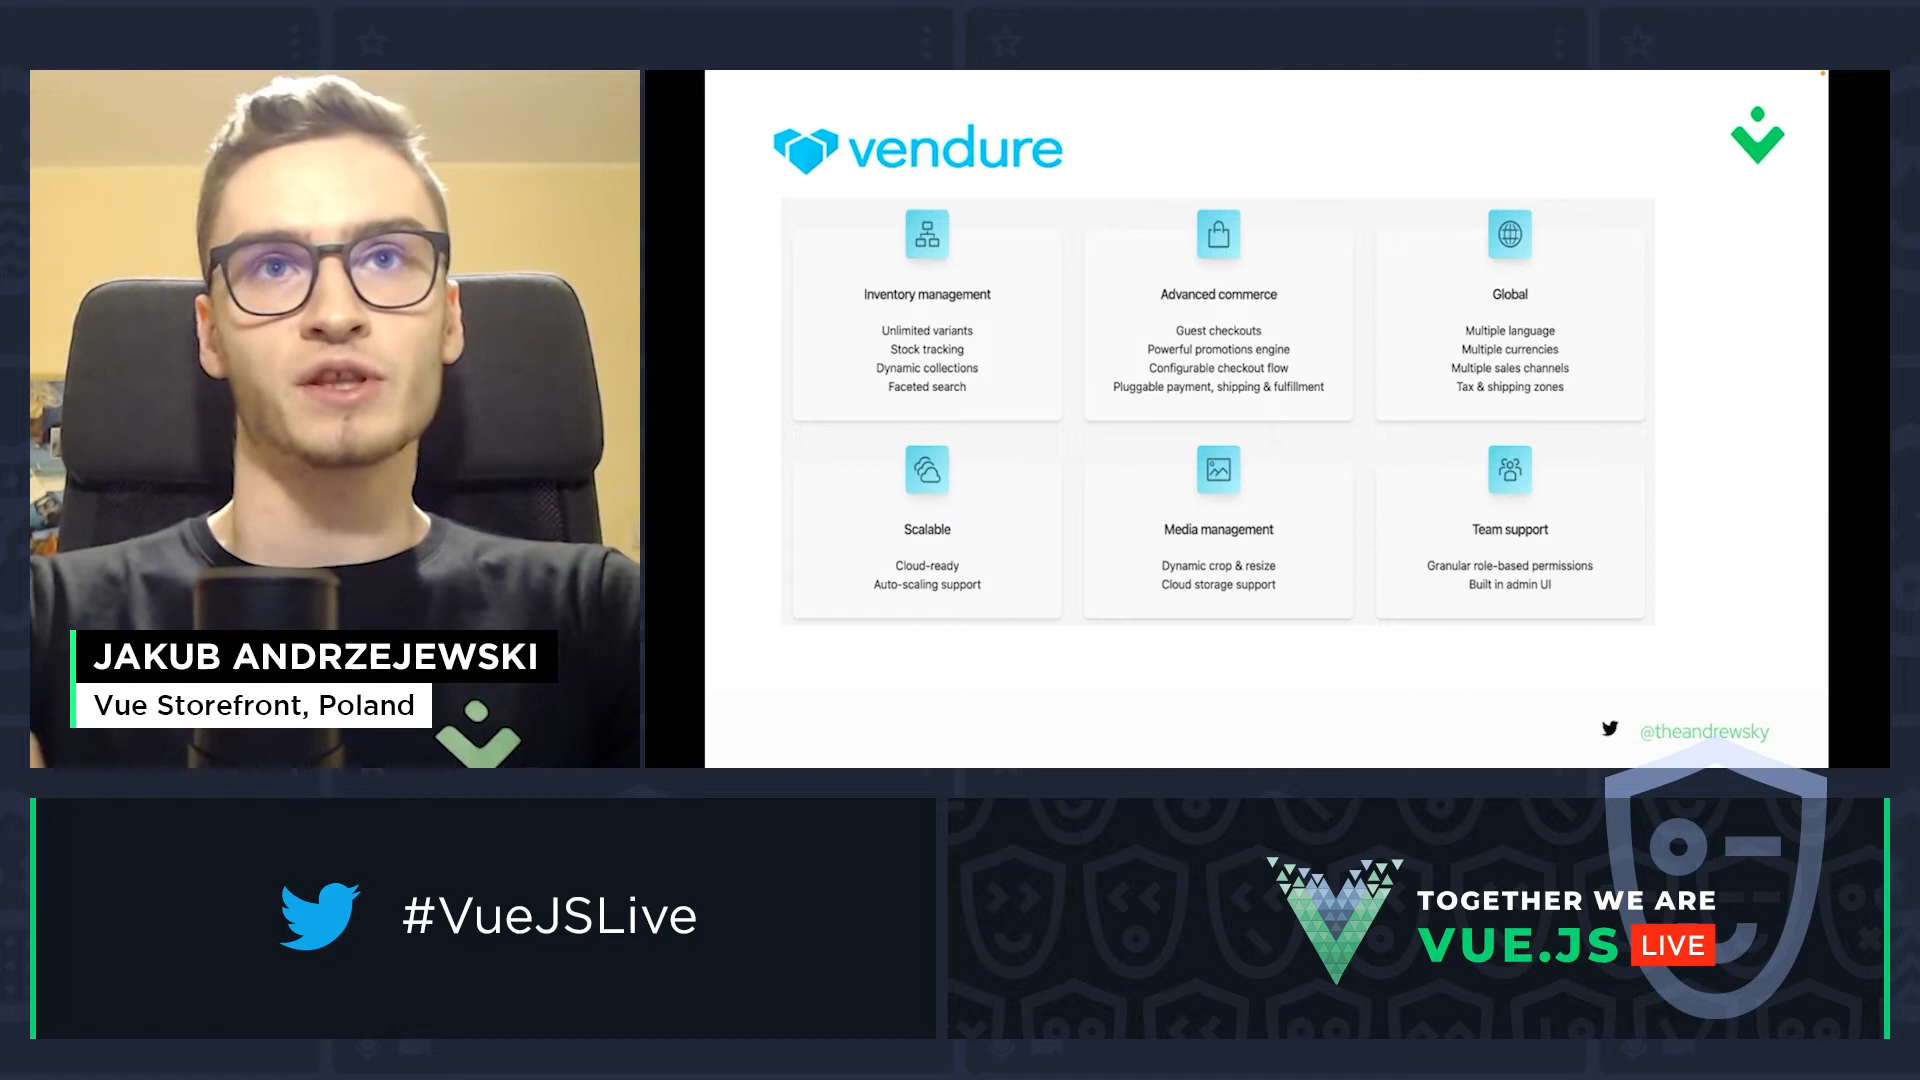 JAKUB ANDRZEJEWSKI
Vue Storefront, Poland
vendure
Inventory management
Unlimited variants
Stock tracking
Dynamic collections
Faceted search
Advanced commerce
Guest checkouts
Powerful promotions engine
Configurable checkout flow
Pluggable payment, shipping & fulfillment
Global
Multiple language
Multiple currencies
Multiple sales channels
Tax & shipping zones
Scalable
Cloud-ready
Auto-scaling support
Media management
Dynamic crop & resize
Cloud storage support
Team support
Granular role-based permissions
Built in admin UI
@theandrewsky
#VueJSLive
TOGETHER WE ARE
VUE.JS LIVE